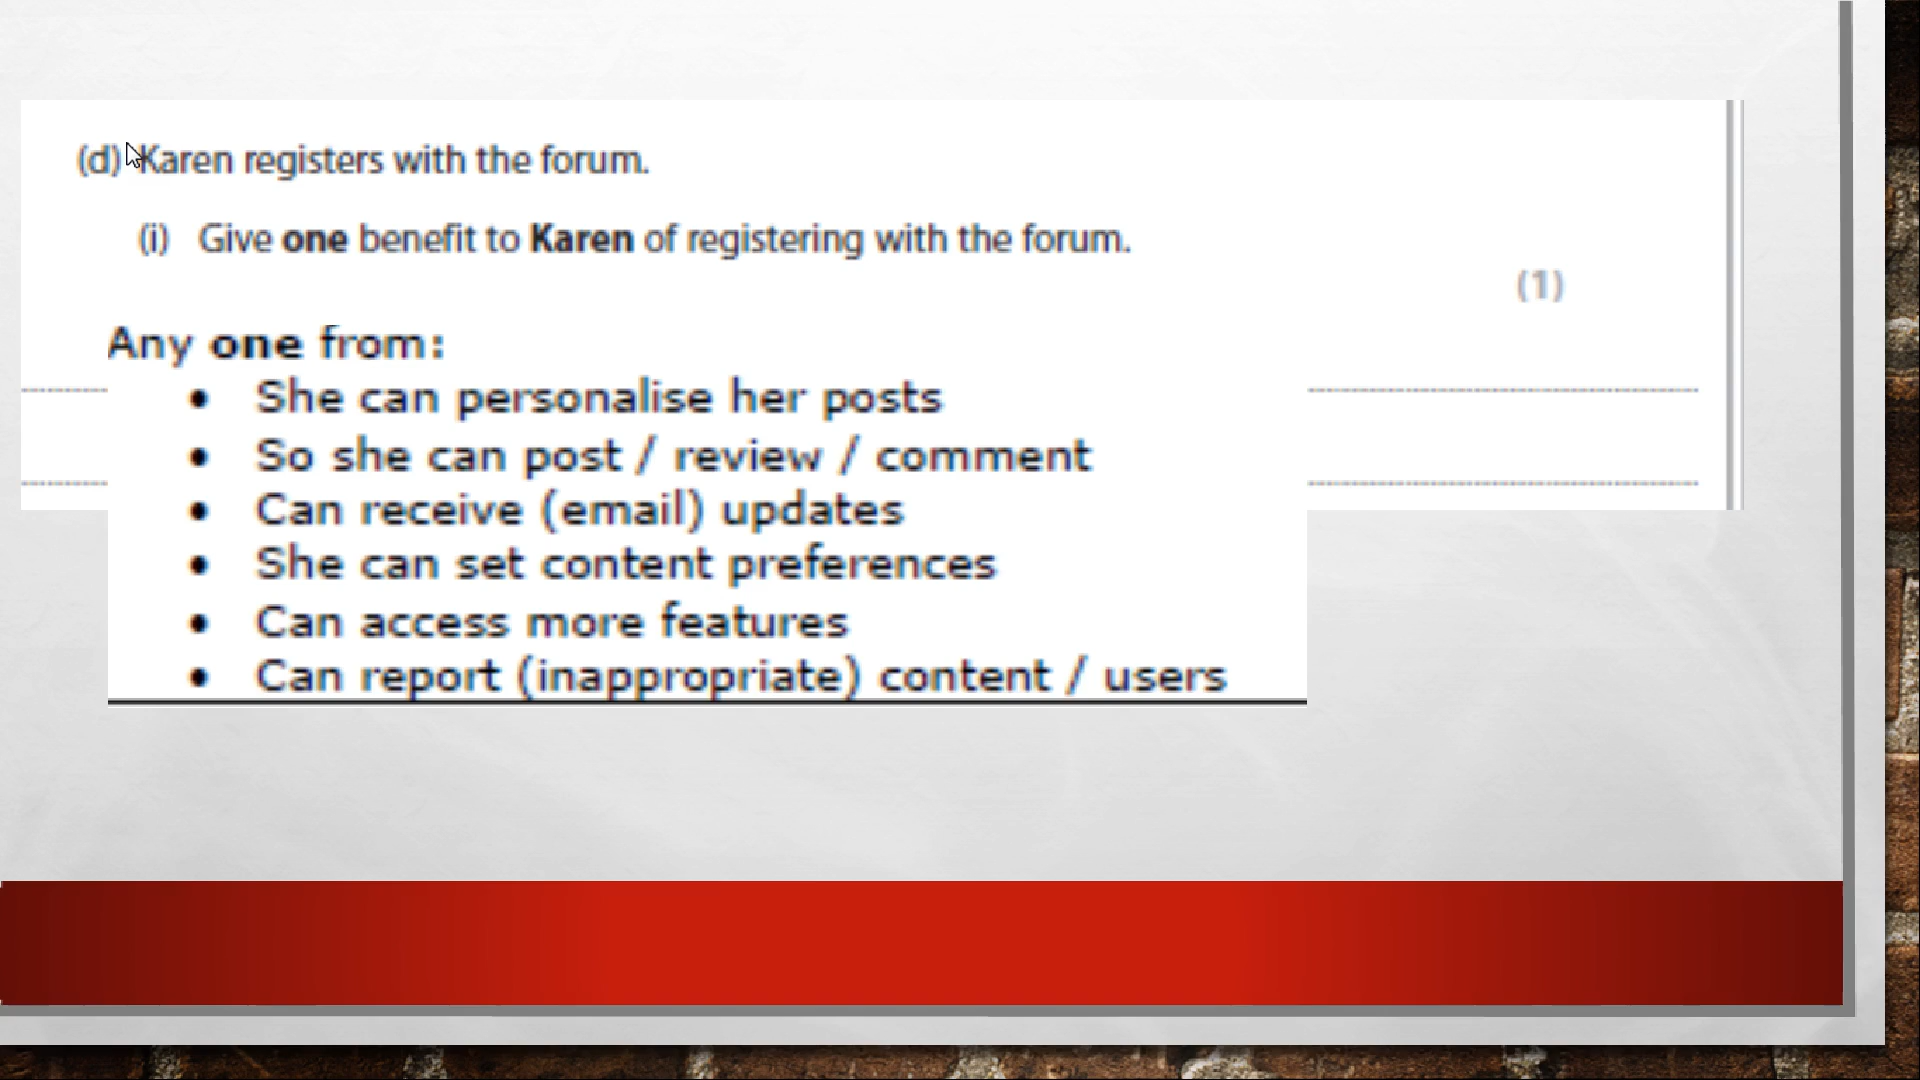 (d) Karen registers with the forum.
(i) Give one benefit to Karen of registering with the forum.
(1)
Any one from:
• She can personalise her posts
• So she can post / review / comment
• Can receive (email) updates
• She can set content preferences
• Can access more features
• Can report (inappropriate) content / users